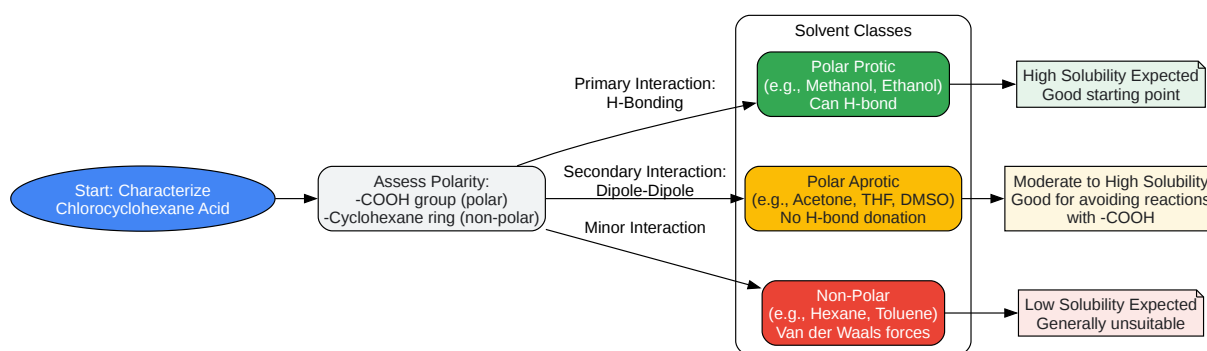 Start: Characterize
Chlorocyclohexane Acid
Assess Polarity:
-COOH group (polar)
-Cyclohexane ring (non-polar)
Primary Interaction:
H-Bonding
Secondary Interaction:
Dipole-Dipole
Minor Interaction
Solvent Classes
Polar Protic
(e.g., Methanol, Ethanol)
Can H-bond
Polar Aprotic
(e.g., Acetone, THF, DMSO)
No H-bond donation
Non-Polar
(e.g., Hexane, Toluene)
Van der Waals forces
High Solubility Expected
Good starting point
Moderate to High Solubility
Good for avoiding reactions
with -COOH
Low Solubility Expected
Generally unsuitable